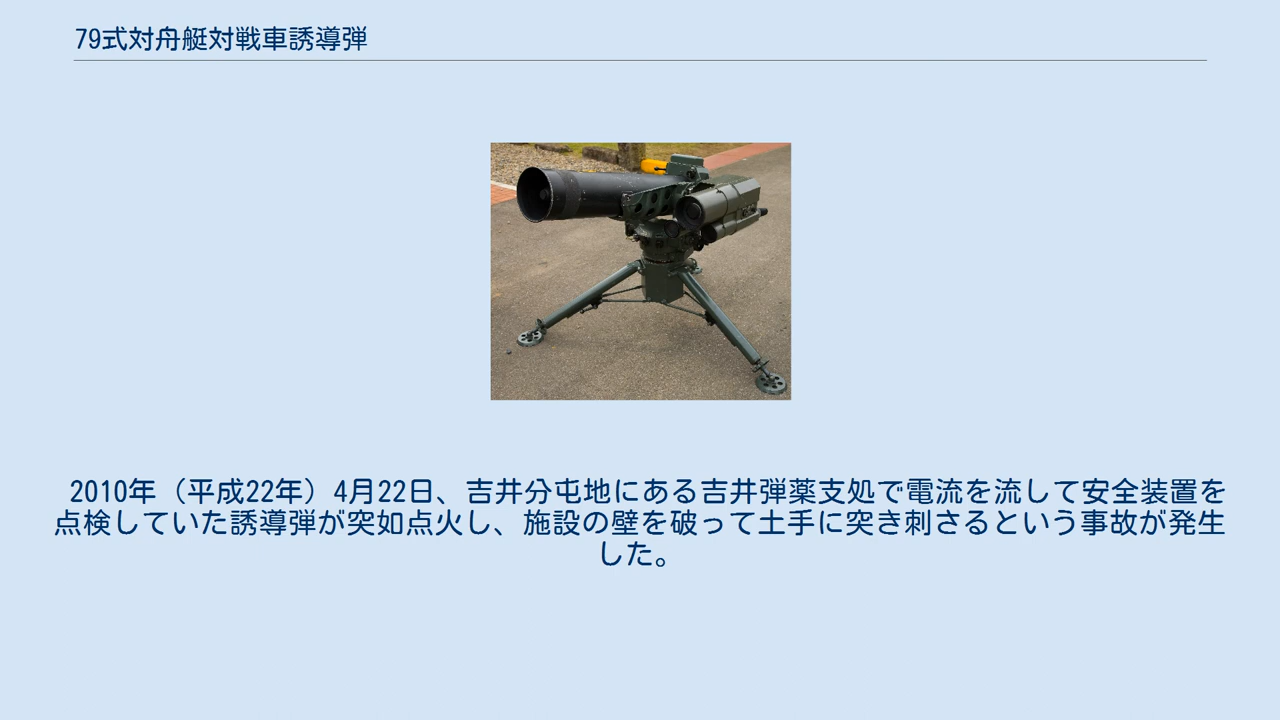 79式対舟艇対戦車誘導弾
2010年（平成22年）4月22日、吉井分屯地にある吉井弾薬支処で電流を流して安全装置を
点検していた誘導弾が突如点火し、施設の壁を破って土手に突き刺さるという事故が発生
した。